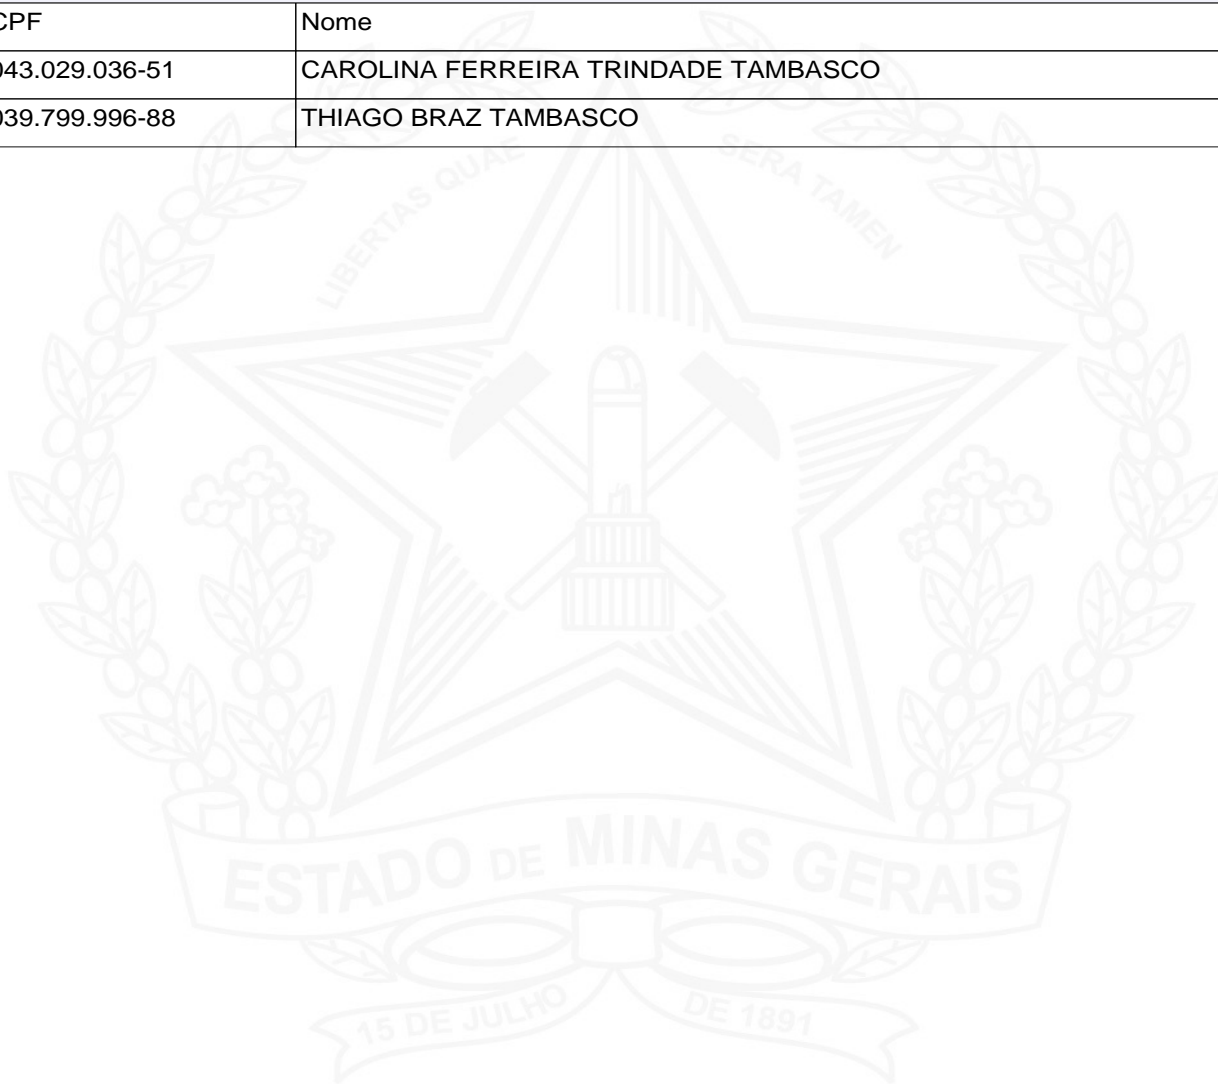 CPF Nome
043.029.036-51 CAROLINA FERREIRA TRINDADE TAMBASCO
039.799.996-88 THIAGO BRAZ TAMBASCO
LIBERTAS QUAE SERA TAMEN
ESTADO DE MINAS GERAIS
15 DE JULHO DE 1891